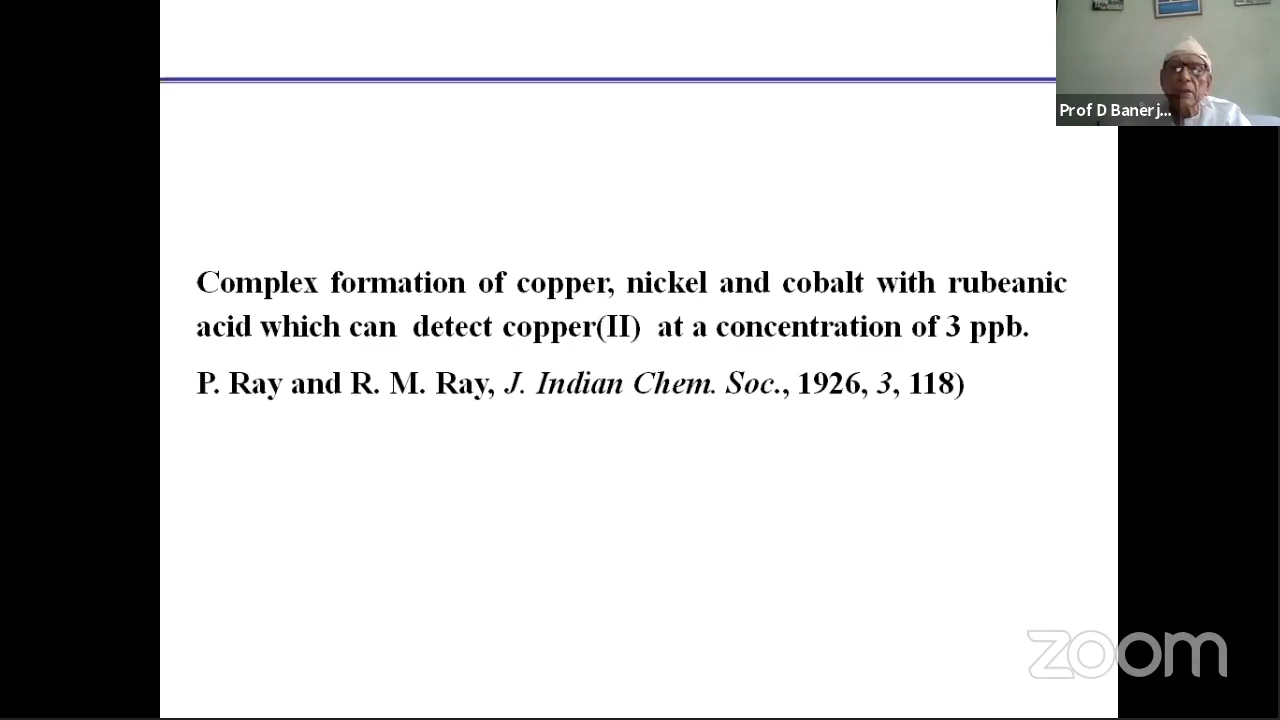 Prof D Banerj...
Complex formation of copper, nickel and cobalt with rubeanic
acid which can detect copper(II) at a concentration of 3 ppb.
P. Ray and R. M. Ray, J. Indian Chem. Soc., 1926, 3, 118)
zoom